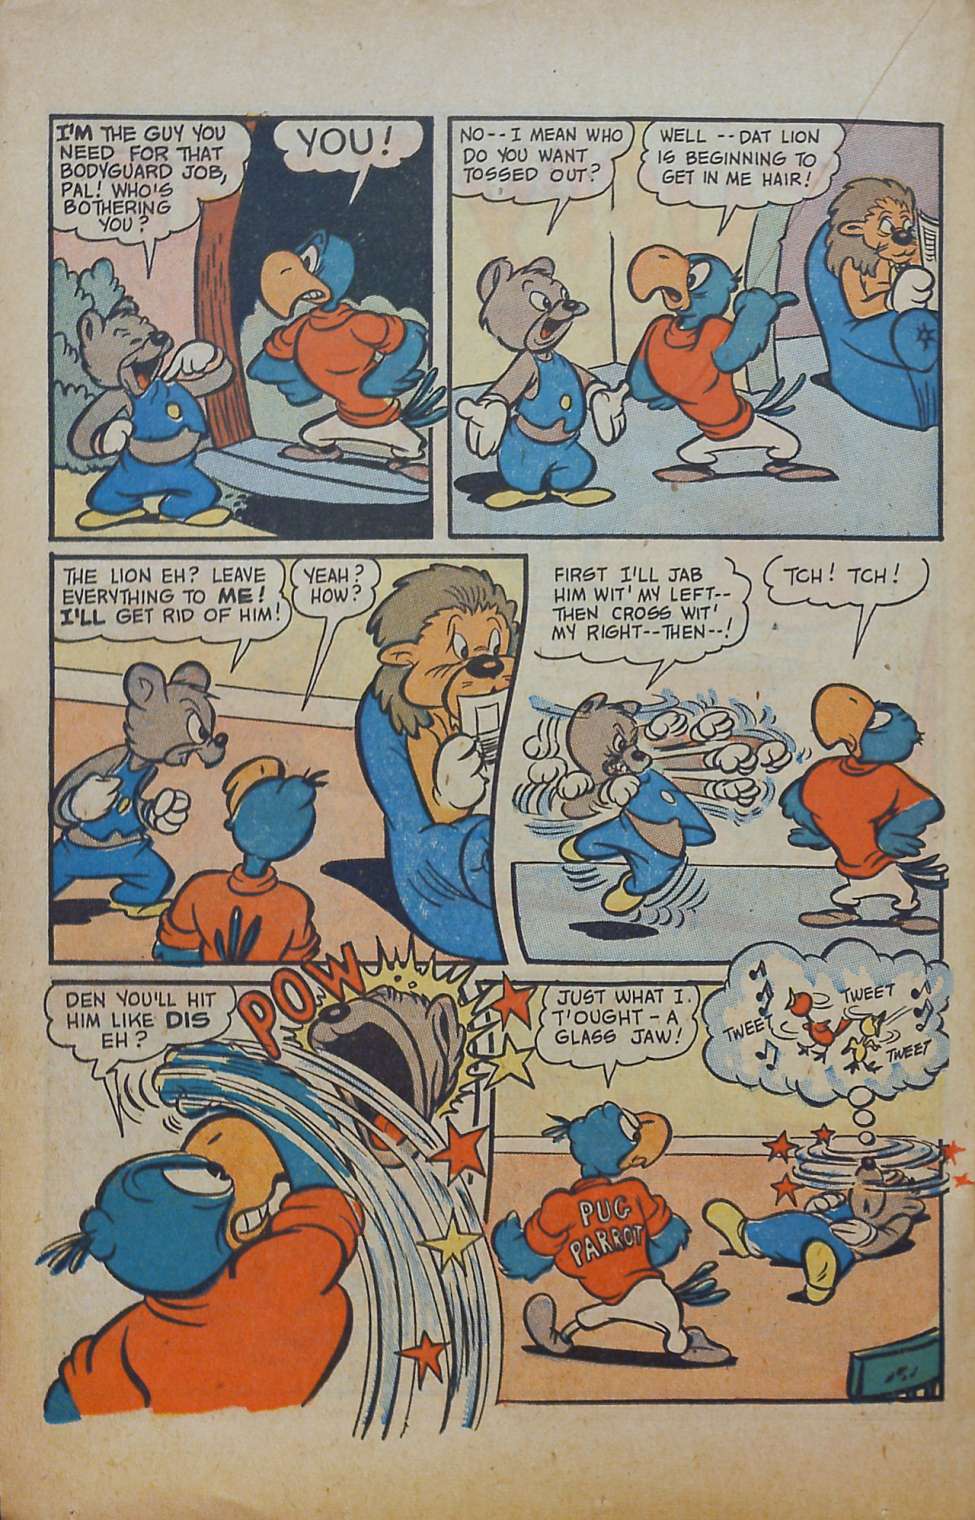 I'M THE GUY YOU
NEED FOR THAT
BODYGUARD JOB,
PAL! WHO'S
BOTHERING
YOU?
YOU!
NO--I MEAN WHO
DO YOU WANT
TOSSED OUT?
WELL--DAT LION
IS BEGINNING TO
GET IN ME HAIR!
THE LION EH? LEAVE
EVERYTHING TO ME!
I'LL GET RID OF HIM!
YEAH?
HOW?
FIRST I'LL JAB
HIM WIT' MY LEFT--
THEN CROSS WIT'
MY RIGHT--THEN--!
TCH! TCH!
DEN YOU'LL HIT
HIM LIKE DIS
EH?
POW
JUST WHAT I
T'OUGHT-A
GLASS JAW!
TWEET
TWEET
TWEET
PUG
PARROT